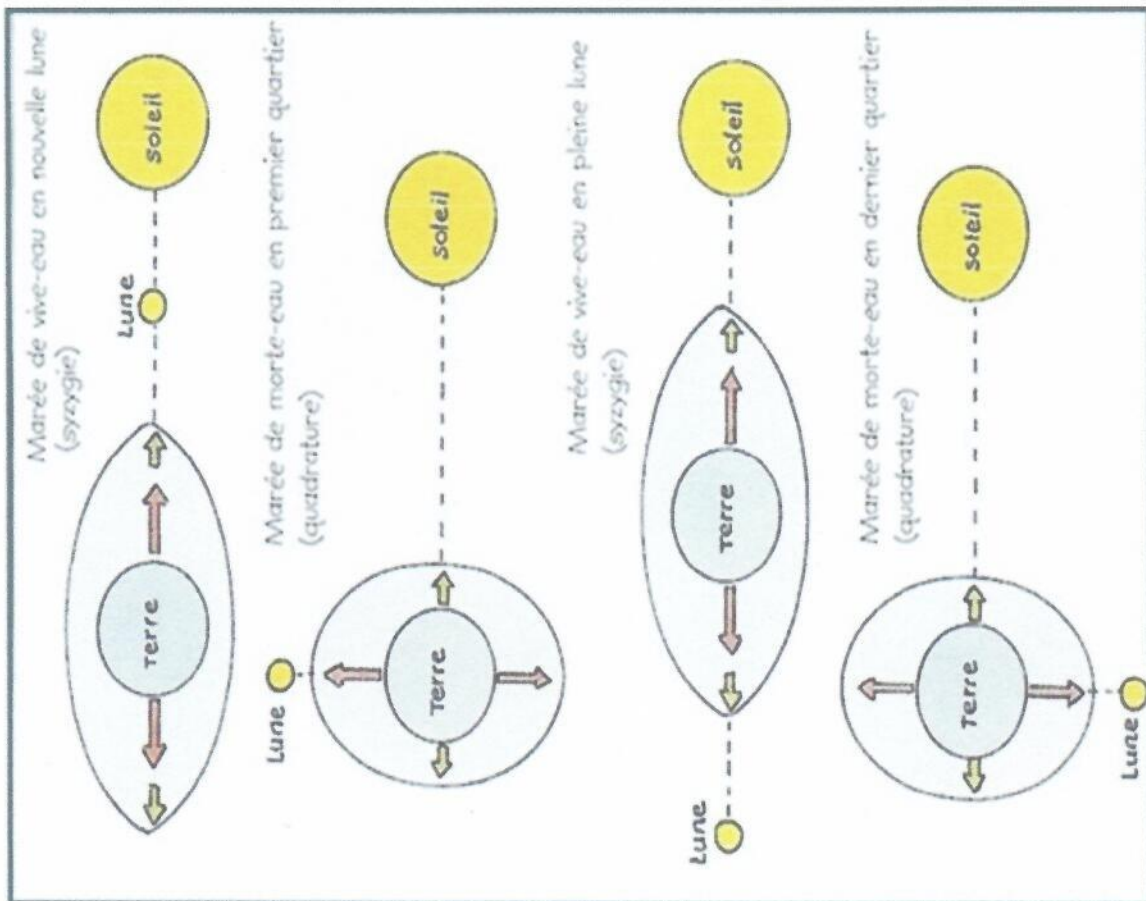 Marée de vive-eau en nouvelle lune
(syzygie)
Lune
Terre
soleil
Marée de morte-eau en premier quartier
(quadrature)
Lune
Terre
soleil
Marée de vive-eau en pleine lune
(syzygie)
Lune
Terre
soleil
Marée de morte-eau en dernier quartier
(quadrature)
Terre
soleil
Lune